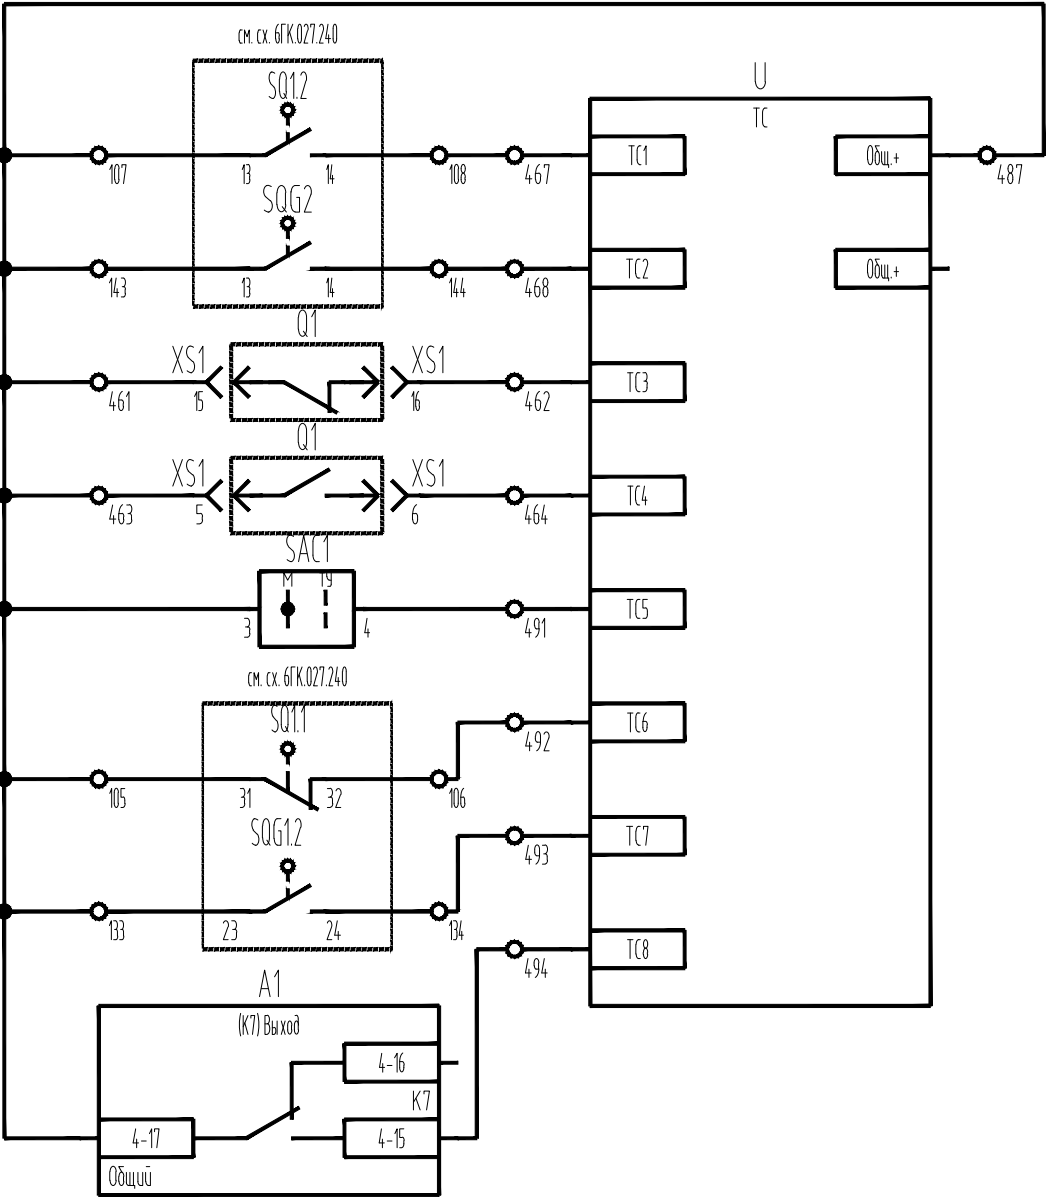 см. сх. 6ГК.027.240
U
SQ1.2
ТС
ТС1
Общ.+
107
13
14
108
467
487
SQG2
ТС2
Общ.+
143
13
14
144
468
Q1
XS1
XS1
ТС3
461
15
16
462
Q1
XS1
XS1
ТС4
463
5
6
464
SAC1
М
ТУ
ТС5
3
4
491
см. сх. 6ГК.027.240
SQ1.1
ТС6
492
105
31
32
106
SQG1.2
ТС7
493
133
23
24
134
ТС8
494
А1
(К7) Выход
4-16
К7
4-17
4-15
Общий